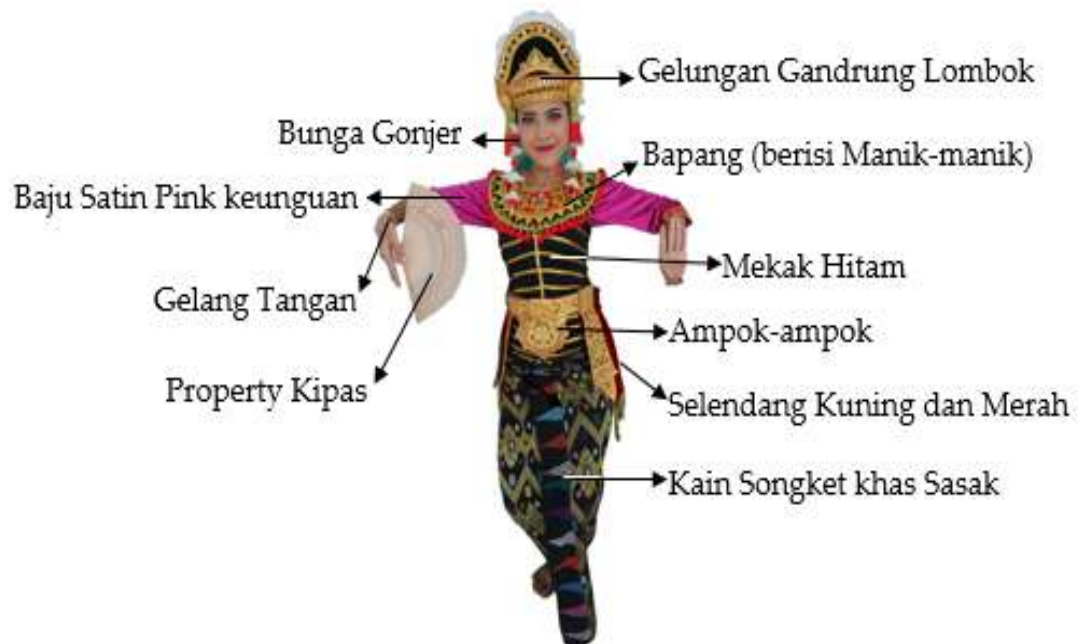 Gelungan Gandrung Lombok
Bunga Gonjer
Bapang (berisi Manik-manik)
Baju Satin Pink keunguan
Mekak Hitam
Gelang Tangan
Ampok-ampok
Property Kipas
Selendang Kuning dan Merah
Kain Songket khas Sasak